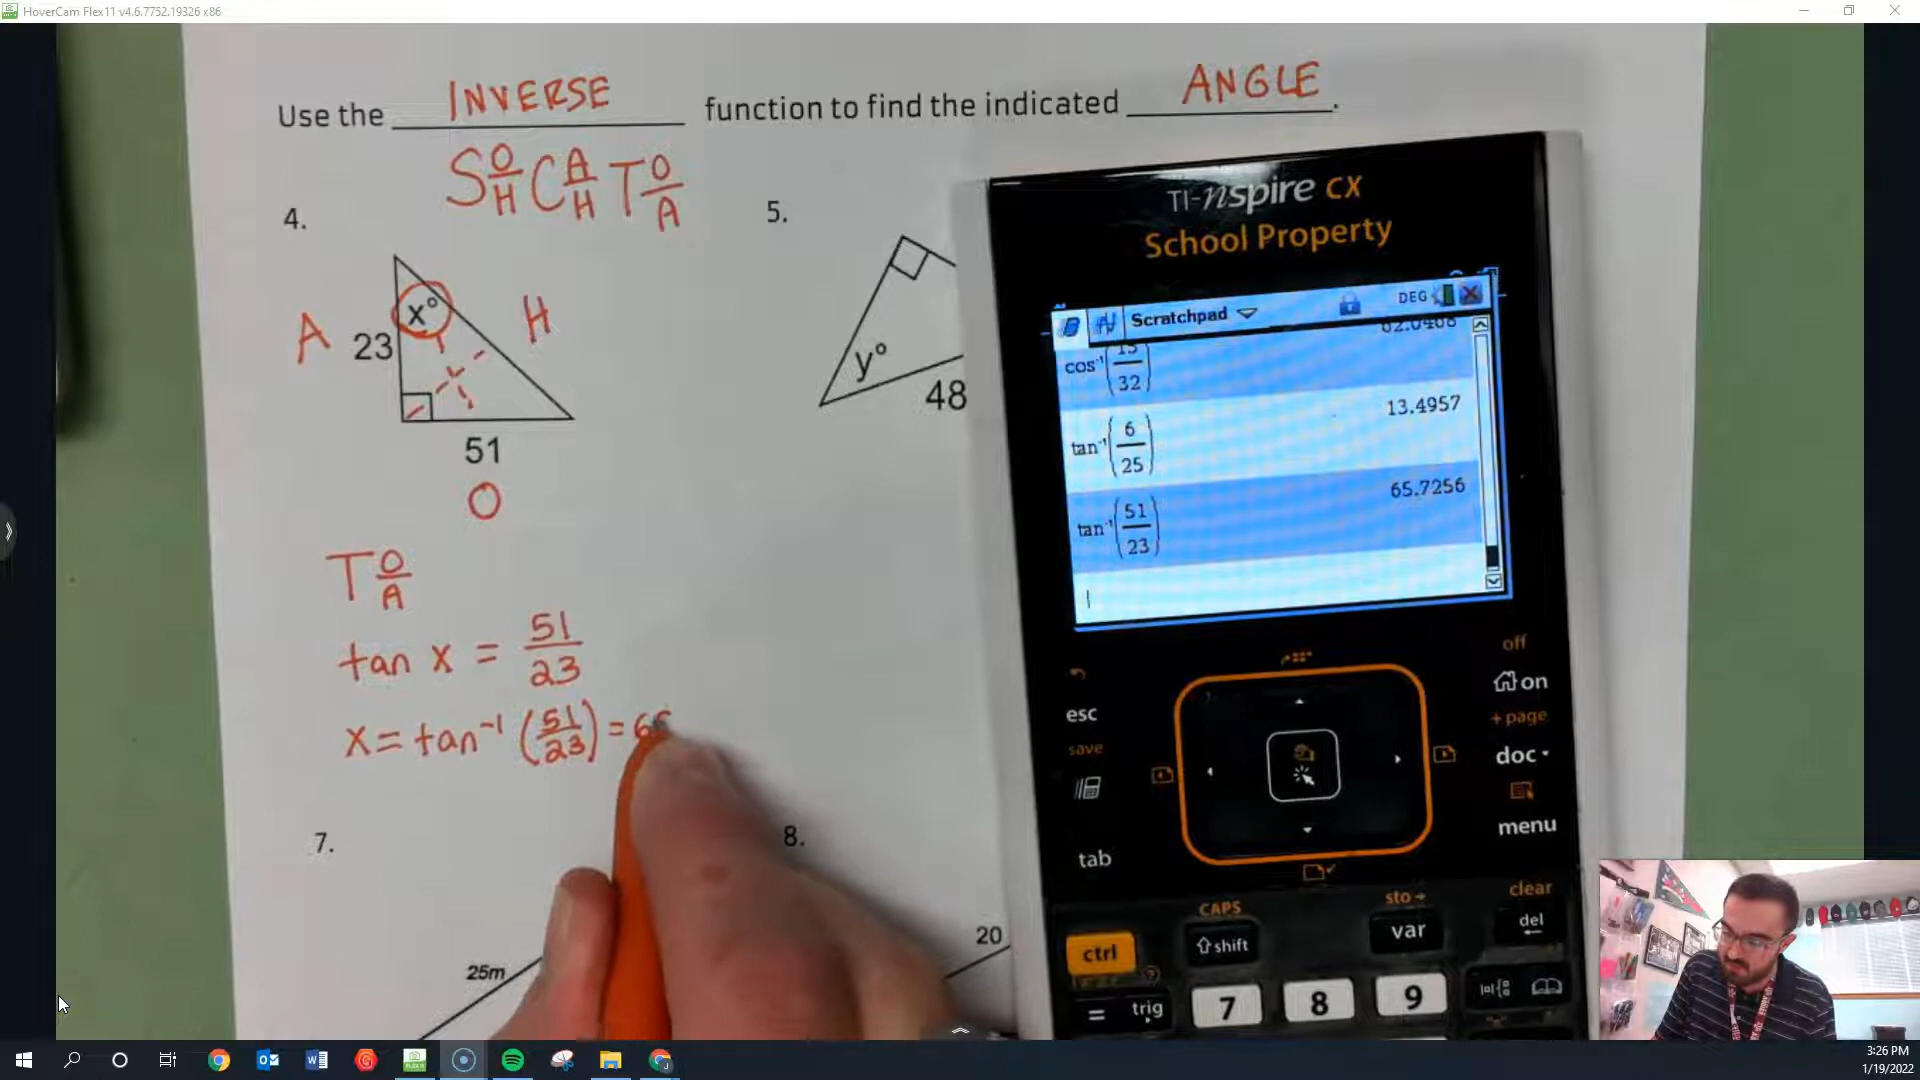 HoverCam Flex11 v4.6.7752.19326 x86
Use the INVERSE function to find the indicated ANGLE.
S O/H C A/H T O/A
4.
5.
x°
A
H
23
51
O
y°
48
T O/A
tan x = 51/23
x = tan⁻¹ (51/23) = 6
7.
8.
25m
20
TI-nspire CX
School Property
Scratchpad
DEG
cos⁻¹(15/32)
62.0468
tan⁻¹(6/25)
13.4957
tan⁻¹(51/23)
65.7256
off
esc
on
save
+ page
doc
menu
tab
clear
CAPS
sto
ctrl
shift
var
del
=
trig
7
8
9
3:26 PM
1/19/2022